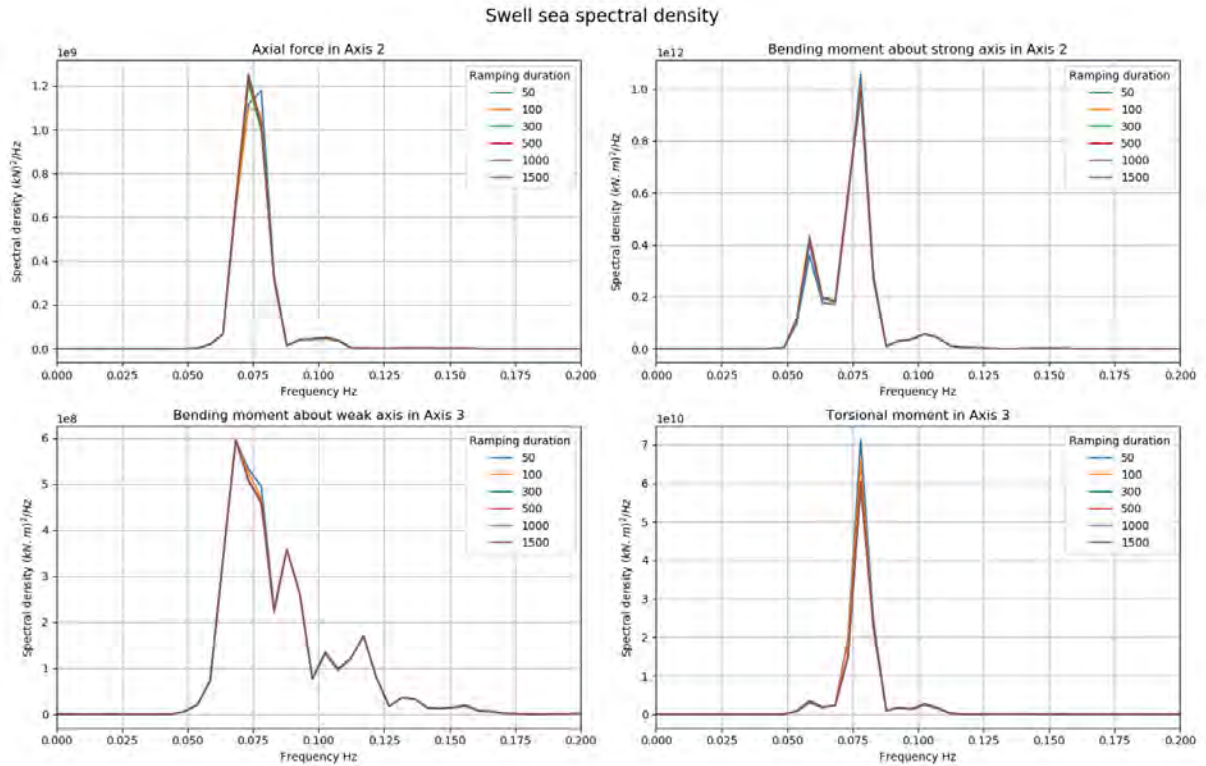 Swell sea spectral density
Axial force in Axis 2
1e9
Spectral density (kN)²/Hz
1.2
1.0
0.8
0.6
0.4
0.2
0.0
0.000 0.025 0.050 0.075 0.100 0.125 0.150 0.175 0.200
Frequency Hz
Ramping duration
50
100
300
500
1000
1500
Bending moment about strong axis in Axis 2
1e12
Spectral density (kN.m)²/Hz
1.0
0.8
0.6
0.4
0.2
0.0
0.000 0.025 0.050 0.075 0.100 0.125 0.150 0.175 0.200
Frequency Hz
Ramping duration
50
100
300
500
1000
1500
Bending moment about weak axis in Axis 3
1e8
Spectral density (kN.m)²/Hz
6
5
4
3
2
1
0
0.000 0.025 0.050 0.075 0.100 0.125 0.150 0.175 0.200
Frequency Hz
Ramping duration
50
100
300
500
1000
1500
Torsional moment in Axis 3
1e10
Spectral density (kN.m)²/Hz
7
6
5
4
3
2
1
0
0.000 0.025 0.050 0.075 0.100 0.125 0.150 0.175 0.200
Frequency Hz
Ramping duration
50
100
300
500
1000
1500